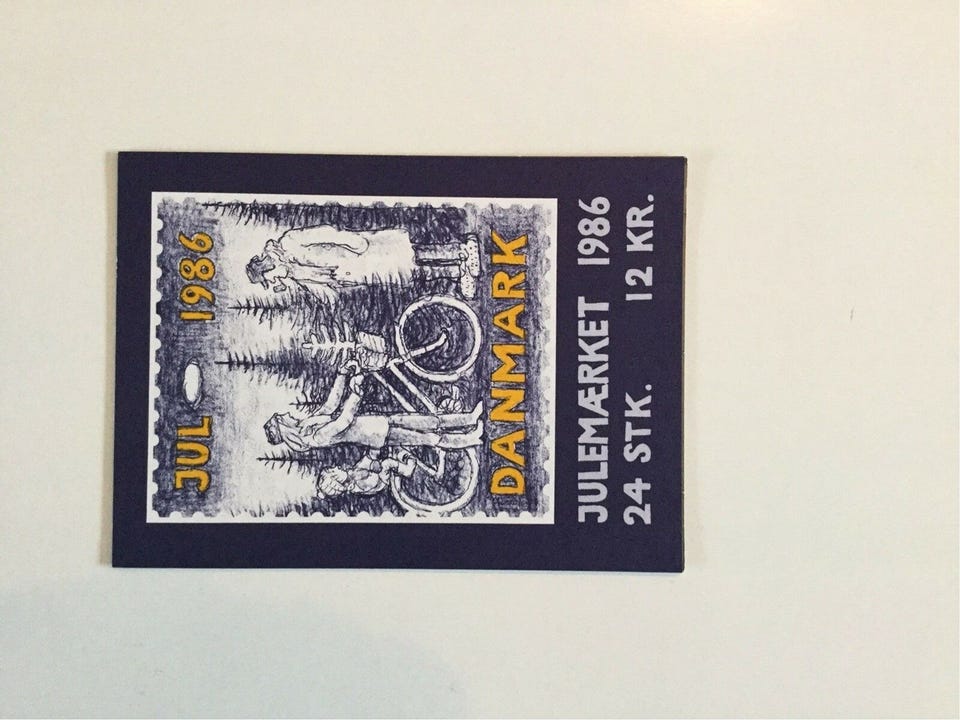 JUL 1986
DANMARK
JULEMÆRKET 1986
24 STK. 12 KR.